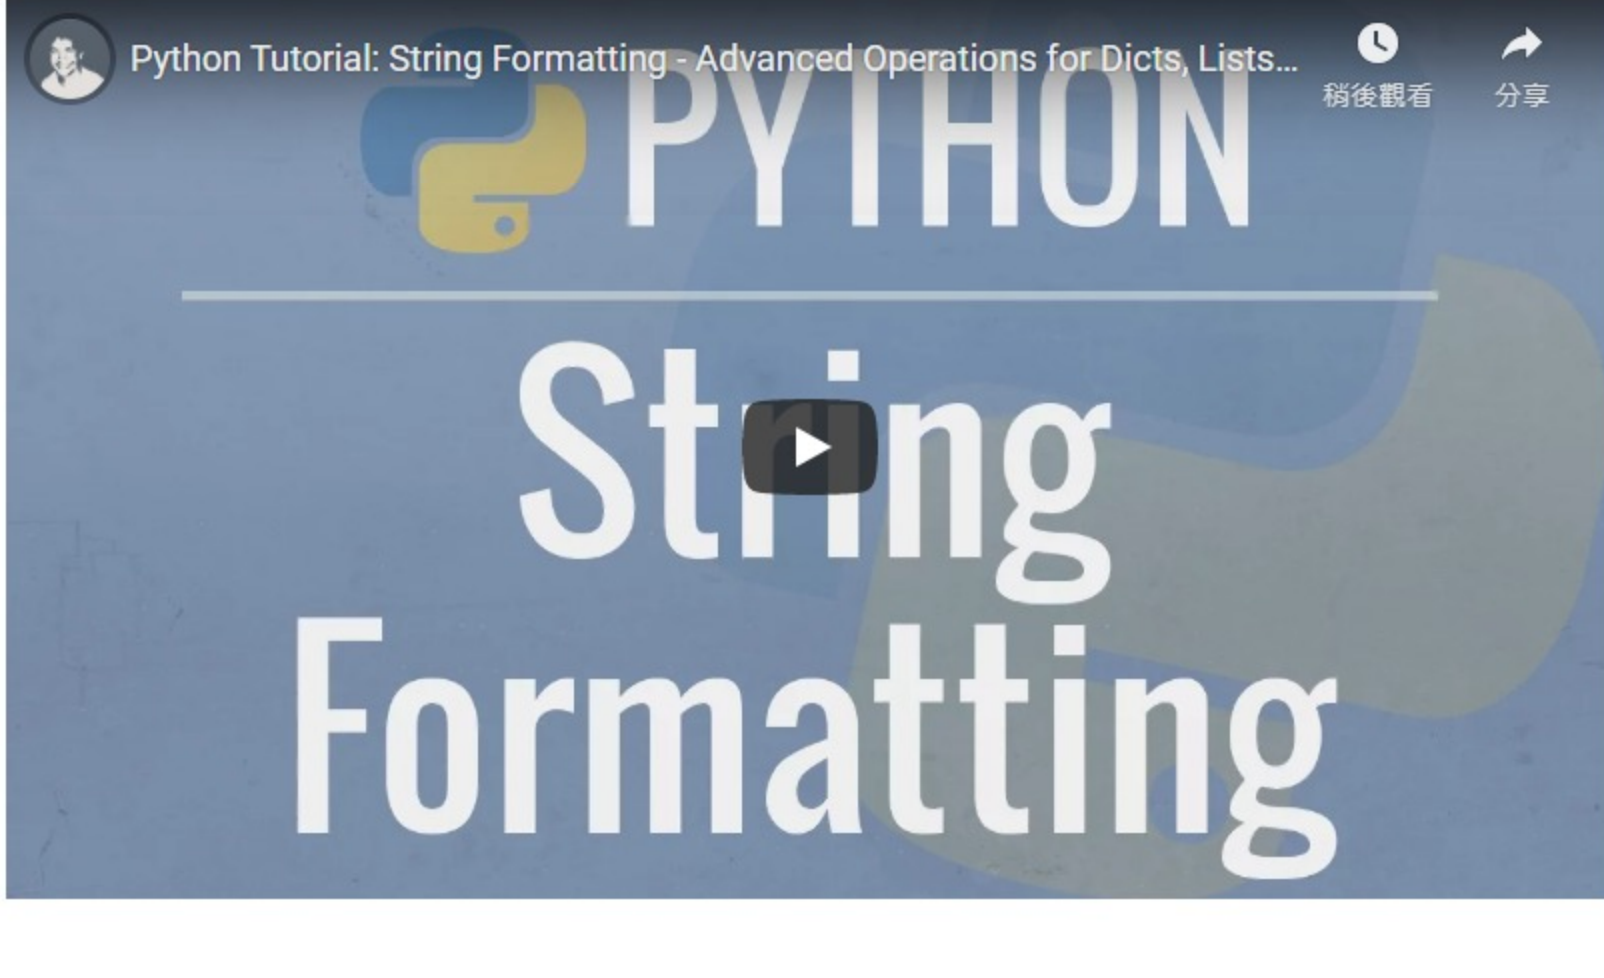 Python Tutorial: String Formatting - Advanced Operations for Dicts, Lists...
稍後觀看
分享
PYTHON
String
Formatting